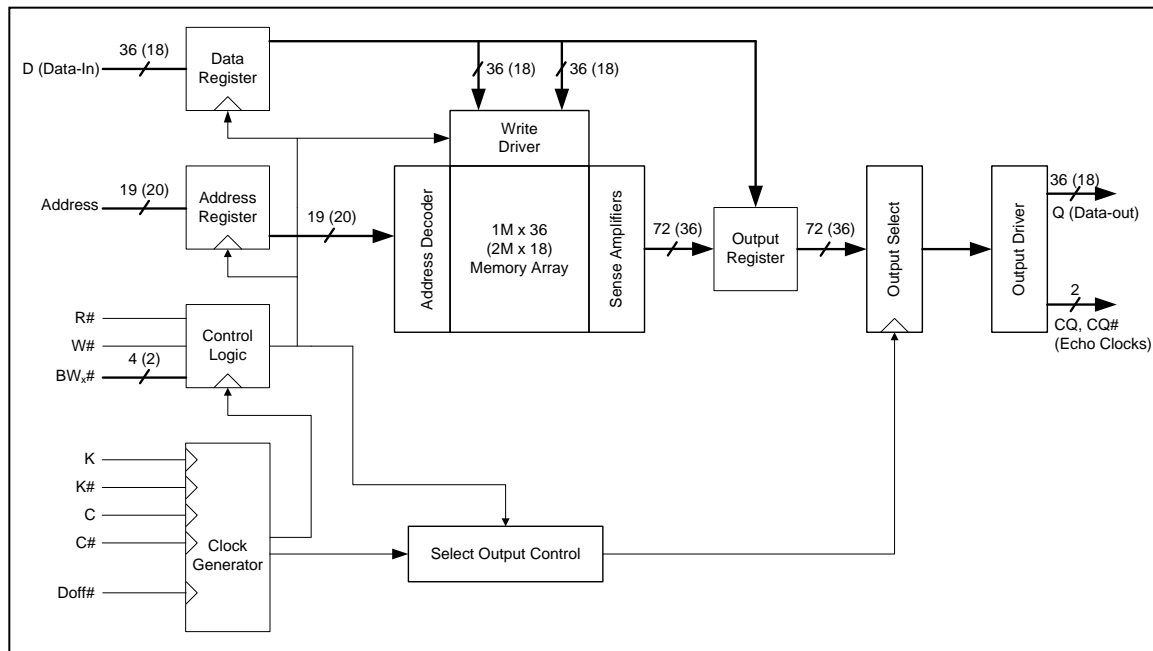 D (Data-In)
36 (18)
Data
Register
36 (18)
36 (18)
Write
Driver
Address
19 (20)
Address
Register
19 (20)
Address Decoder
1M x 36
(2M x 18)
Memory Array
Sense Amplifiers
72 (36)
Output
Register
72 (36)
Output Select
Output Driver
36 (18)
Q (Data-out)
2
CQ, CQ#
(Echo Clocks)
R#
W#
4 (2)
BWx#
Control
Logic
K
K#
C
C#
Doff#
Clock
Generator
Select Output Control